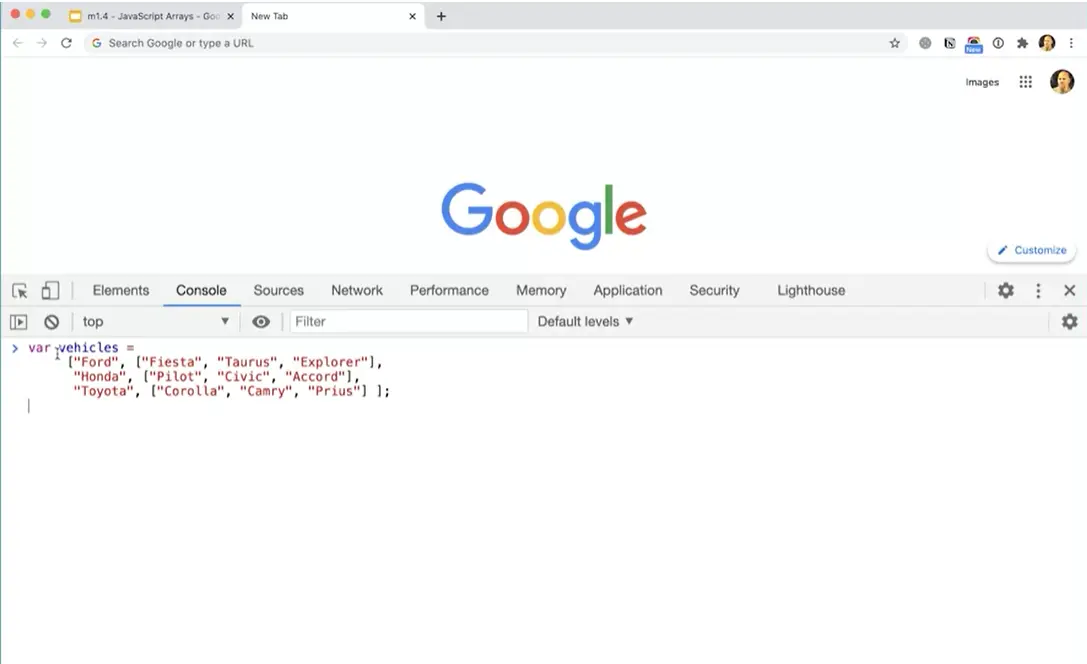 m1.4 - JavaScript Arrays - Goo
New Tab
Search Google or type a URL
New
Images
Google
Customize
Elements Console Sources Network Performance Memory Application Security Lighthouse
top Filter Default levels ▼
> var vehicles =
["Ford", ["Fiesta", "Taurus", "Explorer"],
"Honda", ["Pilot", "Civic", "Accord"],
"Toyota", ["Corolla", "Camry", "Prius"] ];